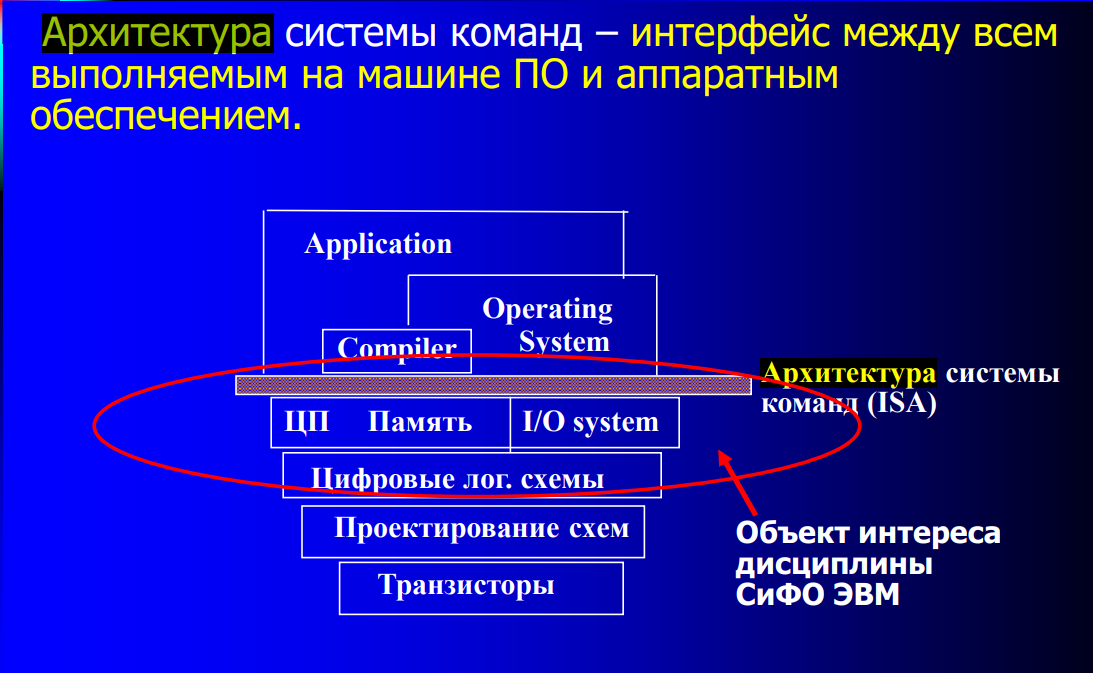 Архитектура системы команд – интерфейс между всем
выполняемым на машине ПО и аппаратным
обеспечением.
Application
Operating
System
Compiler
Архитектура системы
команд (ISA)
ЦП Память I/O system
Цифровые лог. схемы
Проектирование схем
Транзисторы
Объект интереса
дисциплины
СиФО ЭВМ